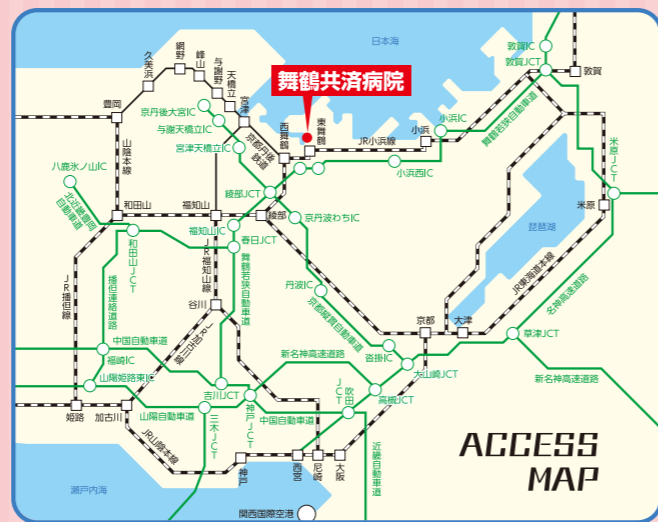 日本海
敦賀IC
敦賀JCT
敦賀
網野
峰山
与謝野
天橋立
宮津
久美浜
舞鶴共済病院
豊岡
京丹後大宮IC
与謝天橋立IC
宮津天橋立IC
西舞鶴
東舞鶴
京都丹後鉄道
JR小浜線
小浜
小浜IC
舞鶴若狭自動車道
小浜西IC
米原JCT
山陰本線
八鹿氷ノ山IC
北近畿豊岡自動車道
綾部JCT
和田山
福知山
綾部
京丹波わちIC
米原
琵琶湖
福知山IC
春日JCT
和田山JCT
JR播但線
播但連絡道路
JR福知山線
舞鶴若狭自動車道
丹波IC
京都縦貫自動車道
JR東海道本線
名神高速道路
谷川
JR加古川線
京都
大津
草津JCT
中国自動車道
福崎IC
新名神高速道路
沓掛IC
大山崎JCT
山陽姫路東IC
吉川JCT
神戸JCT
吹田JCT
高槻JCT
新名神高速道路
姫路
加古川
山陽自動車道
三木JCT
中国自動車道
近畿自動車道
JR山陰本線
神戸
西宮
尼崎
大阪
瀬戸内海
関西国際空港
ACCESS
MAP